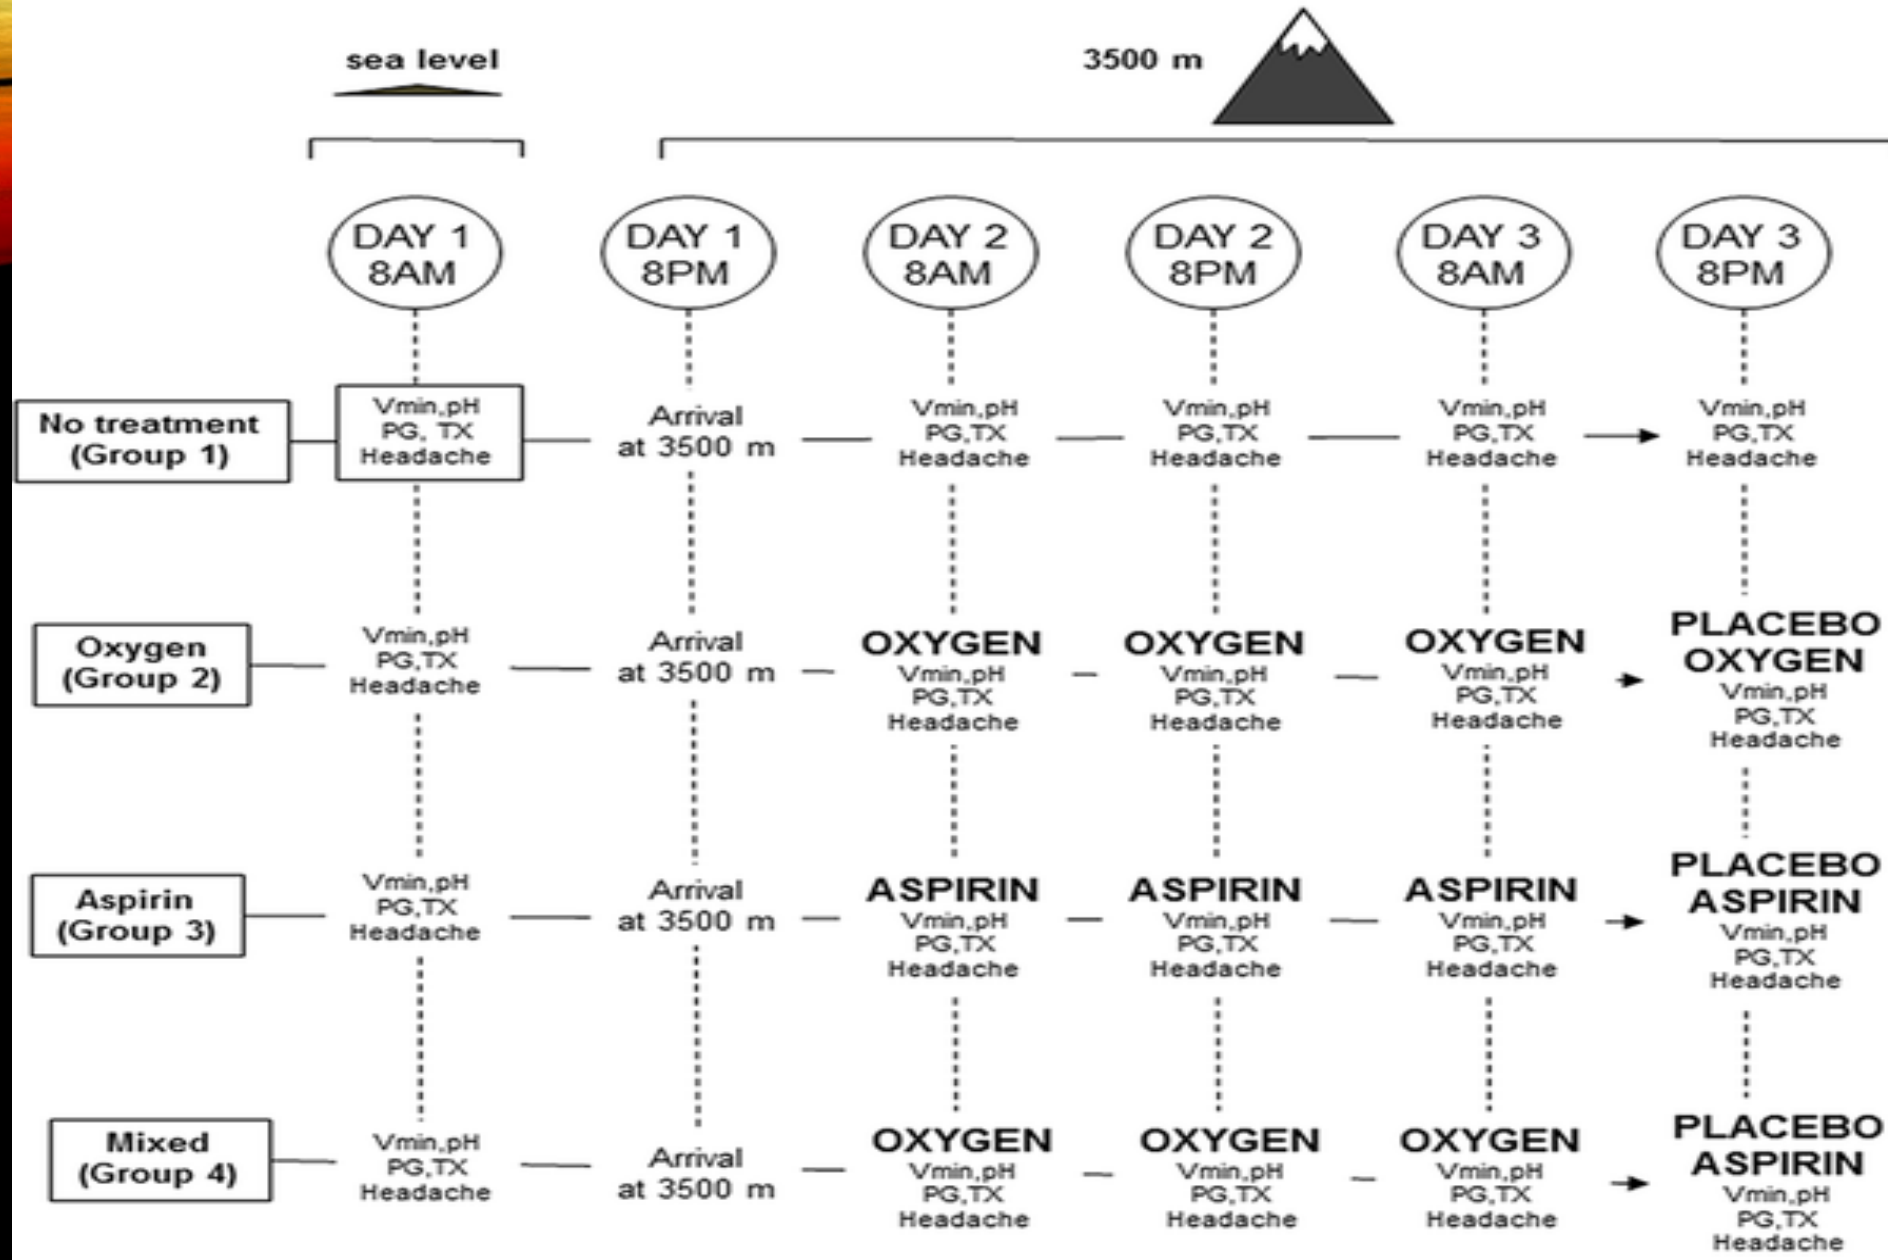 sea level
3500 m
DAY 1
8AM
DAY 1
8PM
DAY 2
8AM
DAY 2
8PM
DAY 3
8AM
DAY 3
8PM
No treatment
(Group 1)
Vmin,pH
PG, TX
Headache
Arrival
at 3500 m
Vmin,pH
PG,TX
Headache
Vmin,pH
PG,TX
Headache
Vmin,pH
PG,TX
Headache
Vmin,pH
PG,TX
Headache
Oxygen
(Group 2)
Vmin,pH
PG,TX
Headache
Arrival
at 3500 m
OXYGEN
Vmin,pH
PG,TX
Headache
OXYGEN
Vmin,pH
PG,TX
Headache
OXYGEN
Vmin,pH
PG,TX
Headache
PLACEBO
OXYGEN
Vmin,pH
PG,TX
Headache
Aspirin
(Group 3)
Vmin,pH
PG,TX
Headache
Arrival
at 3500 m
ASPIRIN
Vmin,pH
PG,TX
Headache
ASPIRIN
Vmin,pH
PG,TX
Headache
ASPIRIN
Vmin,pH
PG,TX
Headache
PLACEBO
ASPIRIN
Vmin,pH
PG,TX
Headache
Mixed
(Group 4)
Vmin,pH
PG,TX
Headache
Arrival
at 3500 m
OXYGEN
Vmin,pH
PG,TX
Headache
OXYGEN
Vmin,pH
PG,TX
Headache
OXYGEN
Vmin,pH
PG,TX
Headache
PLACEBO
ASPIRIN
Vmin,pH
PG,TX
Headache